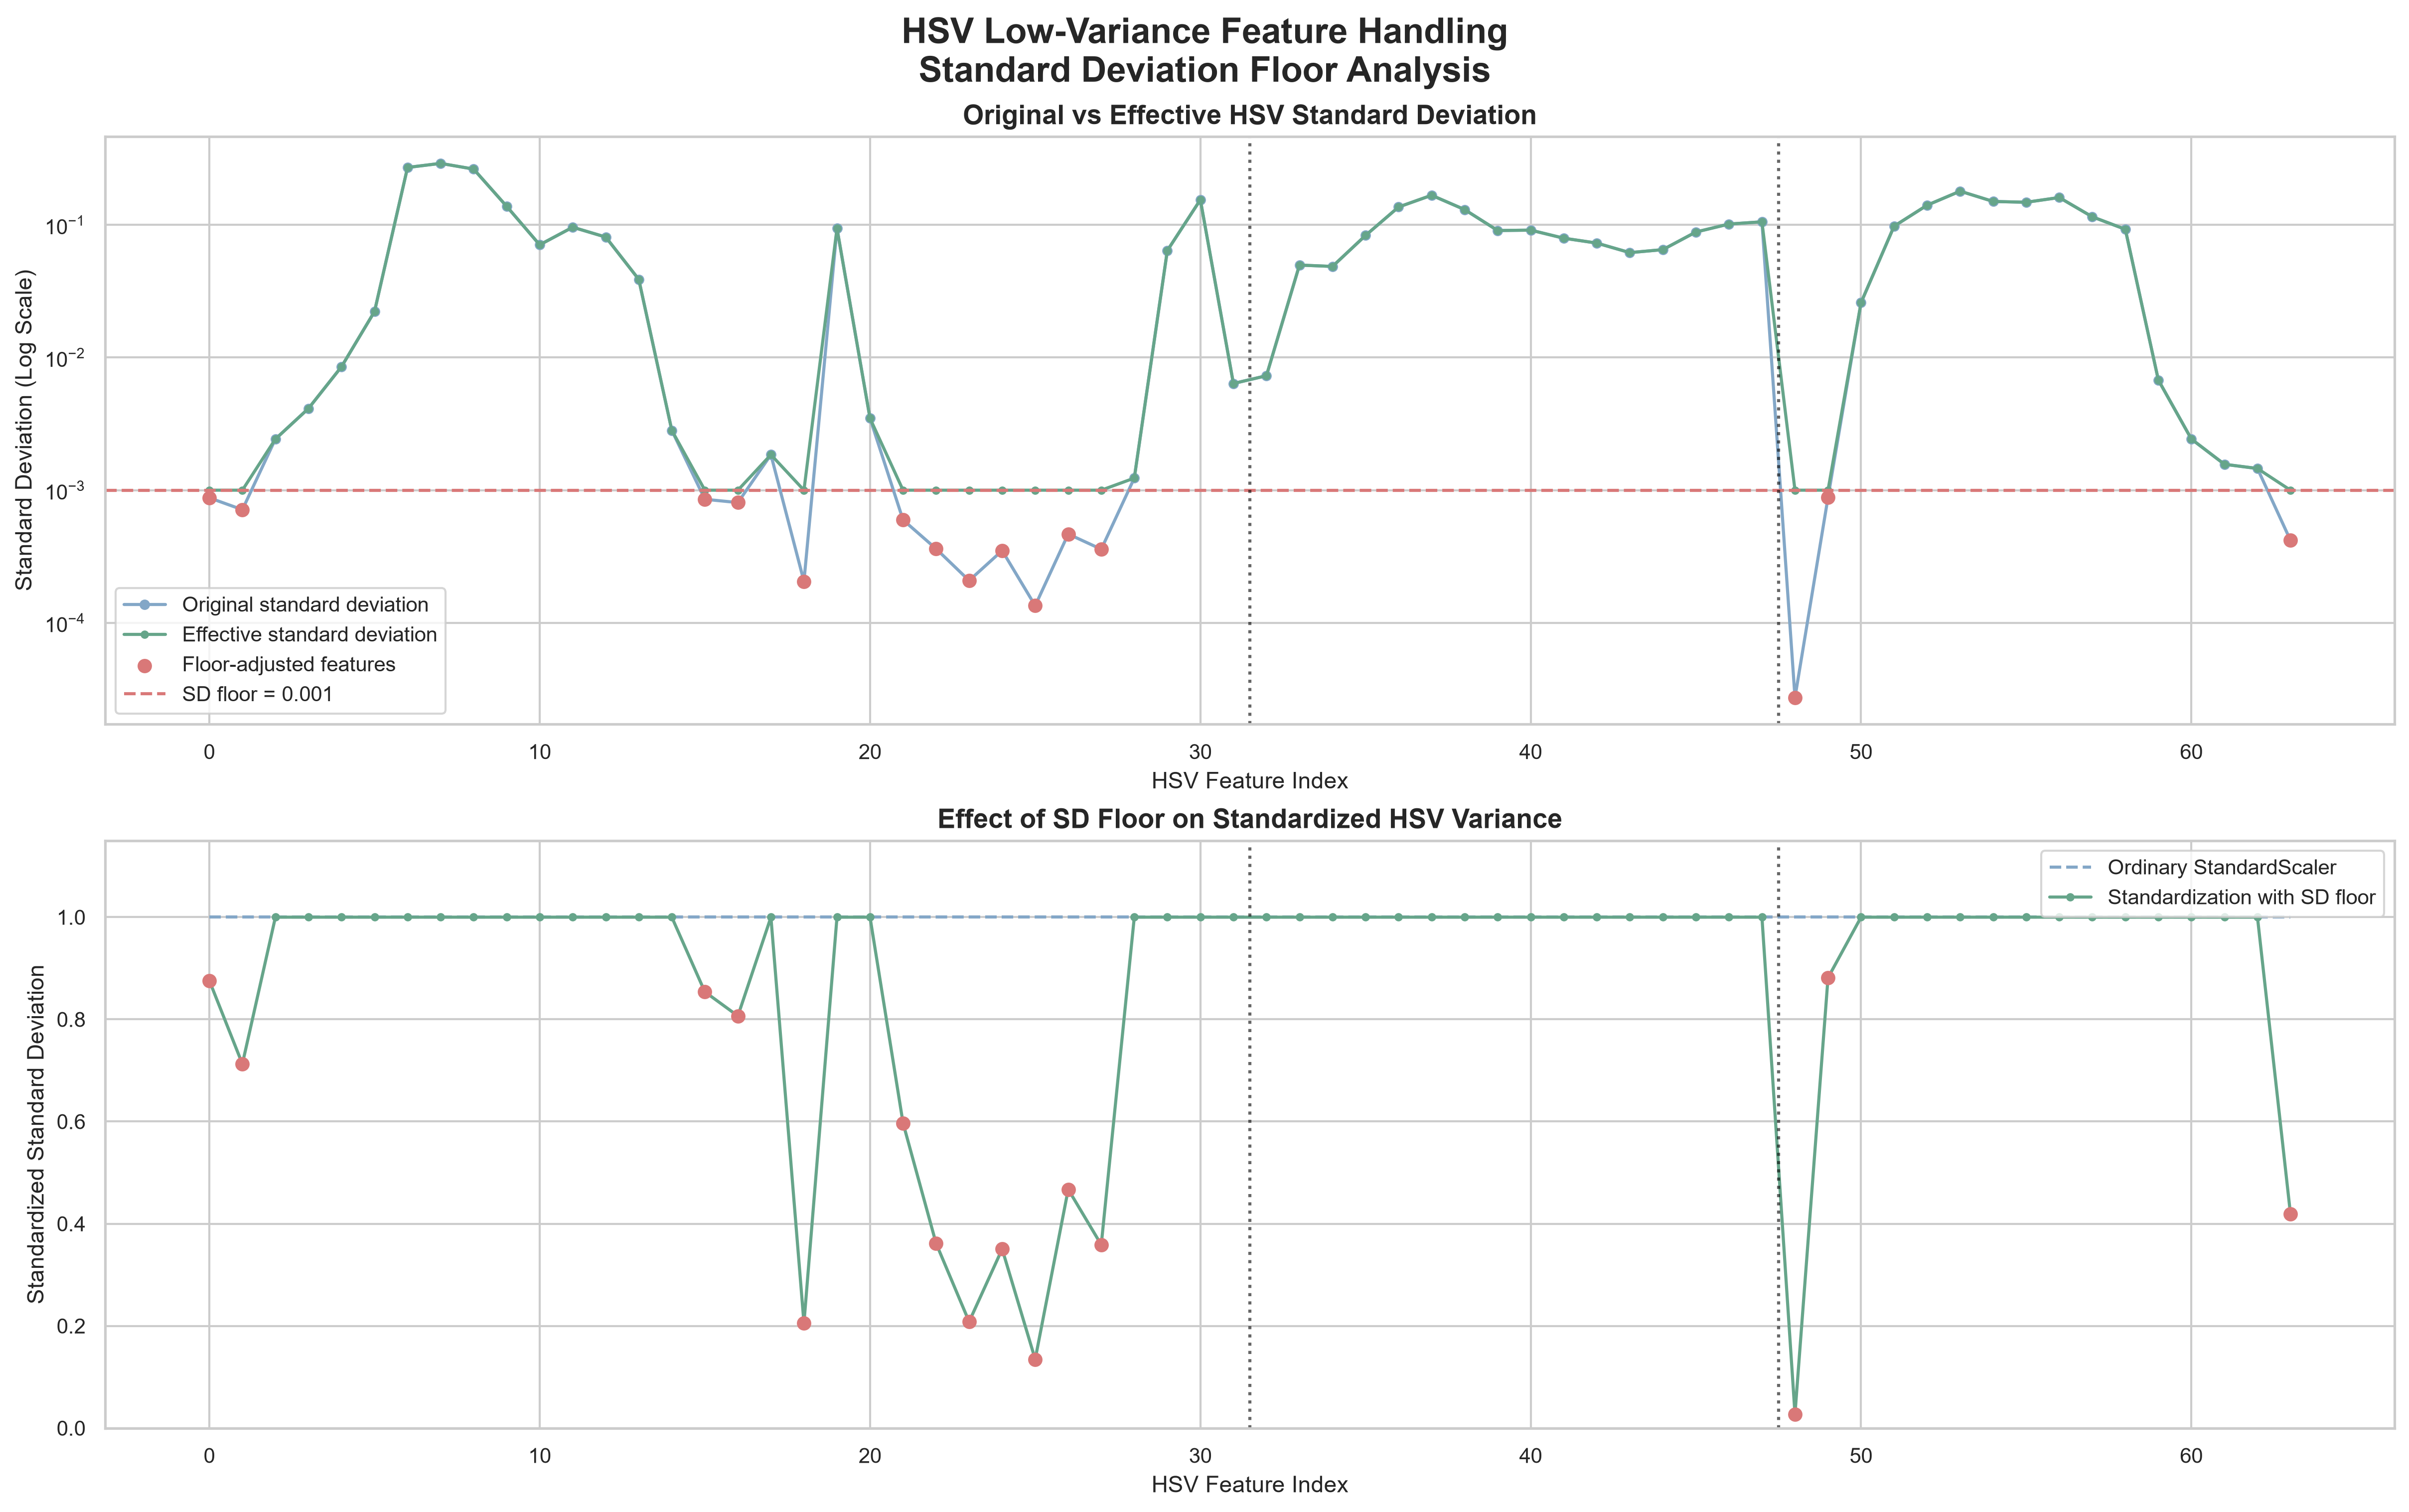 HSV Low-Variance Feature Handling
Standard Deviation Floor Analysis
Original vs Effective HSV Standard Deviation
Standard Deviation (Log Scale)
10⁻¹
10⁻²
10⁻³
10⁻⁴
Original standard deviation
Effective standard deviation
Floor-adjusted features
SD floor = 0.001
0 10 20 30 40 50 60
HSV Feature Index
Effect of SD Floor on Standardized HSV Variance
Standardized Standard Deviation
1.0
0.8
0.6
0.4
0.2
0.0
Ordinary StandardScaler
Standardization with SD floor
0 10 20 30 40 50 60
HSV Feature Index